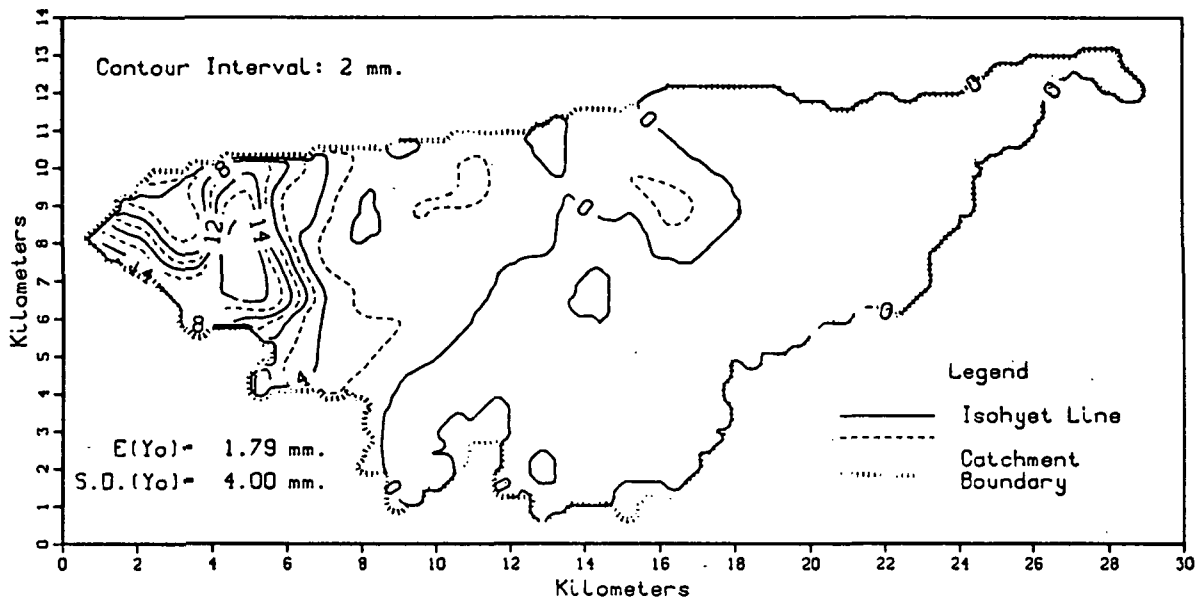 14
13
12
11
10
9
8
7
6
5
4
3
2
1
0
Kilometers
Contour Interval: 2 mm.
0
0
0
8
0
12
14
14
8
0
4
0
0
E(Yo)= 1.79 mm.
S.D.(Yo)= 4.00 mm.
Legend
Isohyet Line
Catchment
Boundary
0 2 4 6 8 10 12 14 16 18 20 22 24 26 28 30
Kilometers